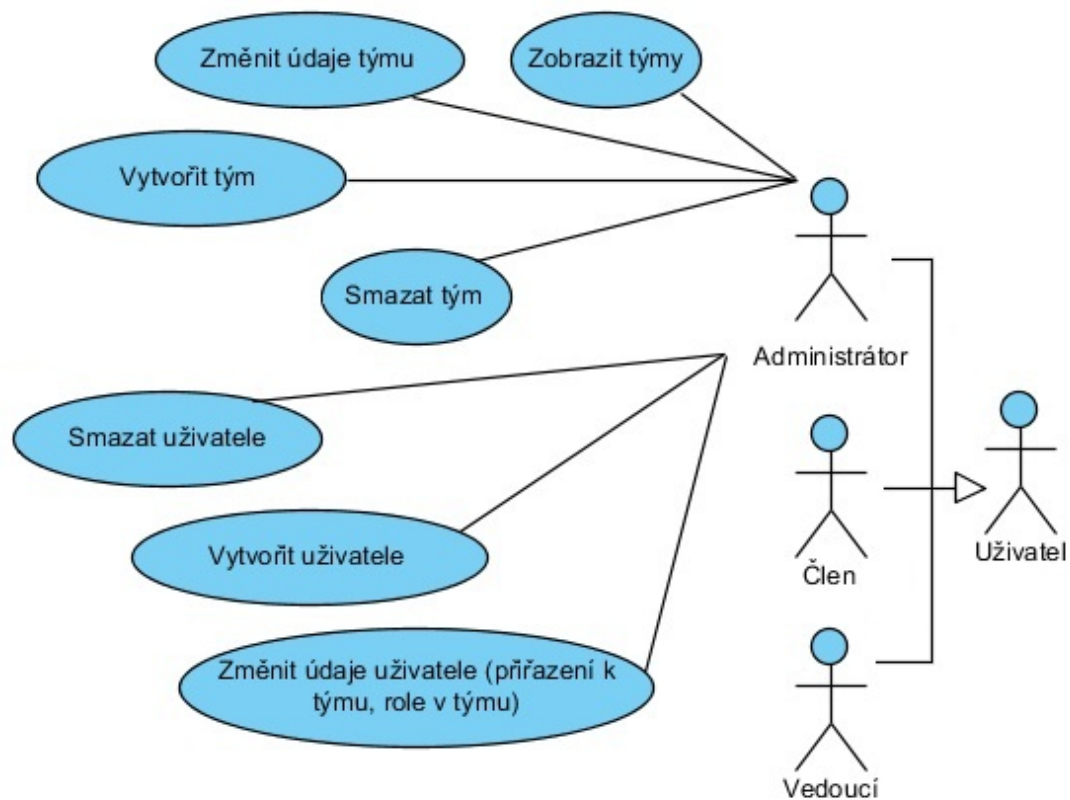 Změnit údaje týmu
Zobrazit týmy
Vytvořit tým
Smazat tým
Administrátor
Smazat uživatele
Vytvořit uživatele
Člen
Uživatel
Změnit údaje uživatele (přiřazení k
týmu, role v týmu)
Vedoucí